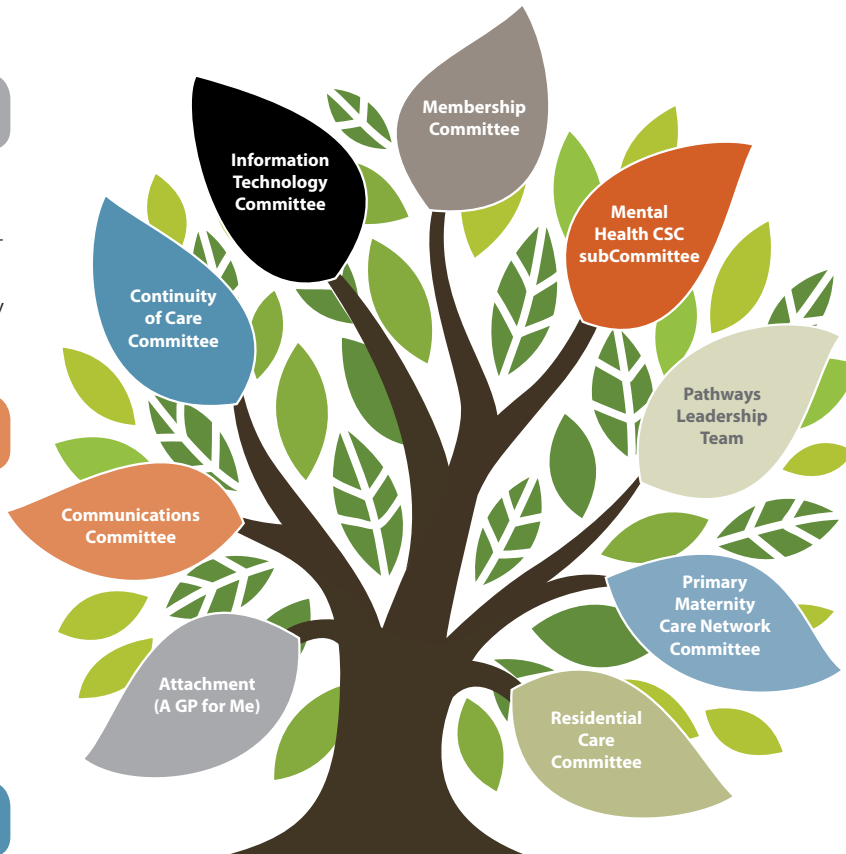 Membership
Committee
Information
Technology
Committee
Mental
Health CSC
subCommittee
Continuity
of Care
Committee
Pathways
Leadership
Team
Communications
Committee
Primary
Maternity
Care Network
Committee
Attachment
(A GP for Me)
Residential
Care
Committee